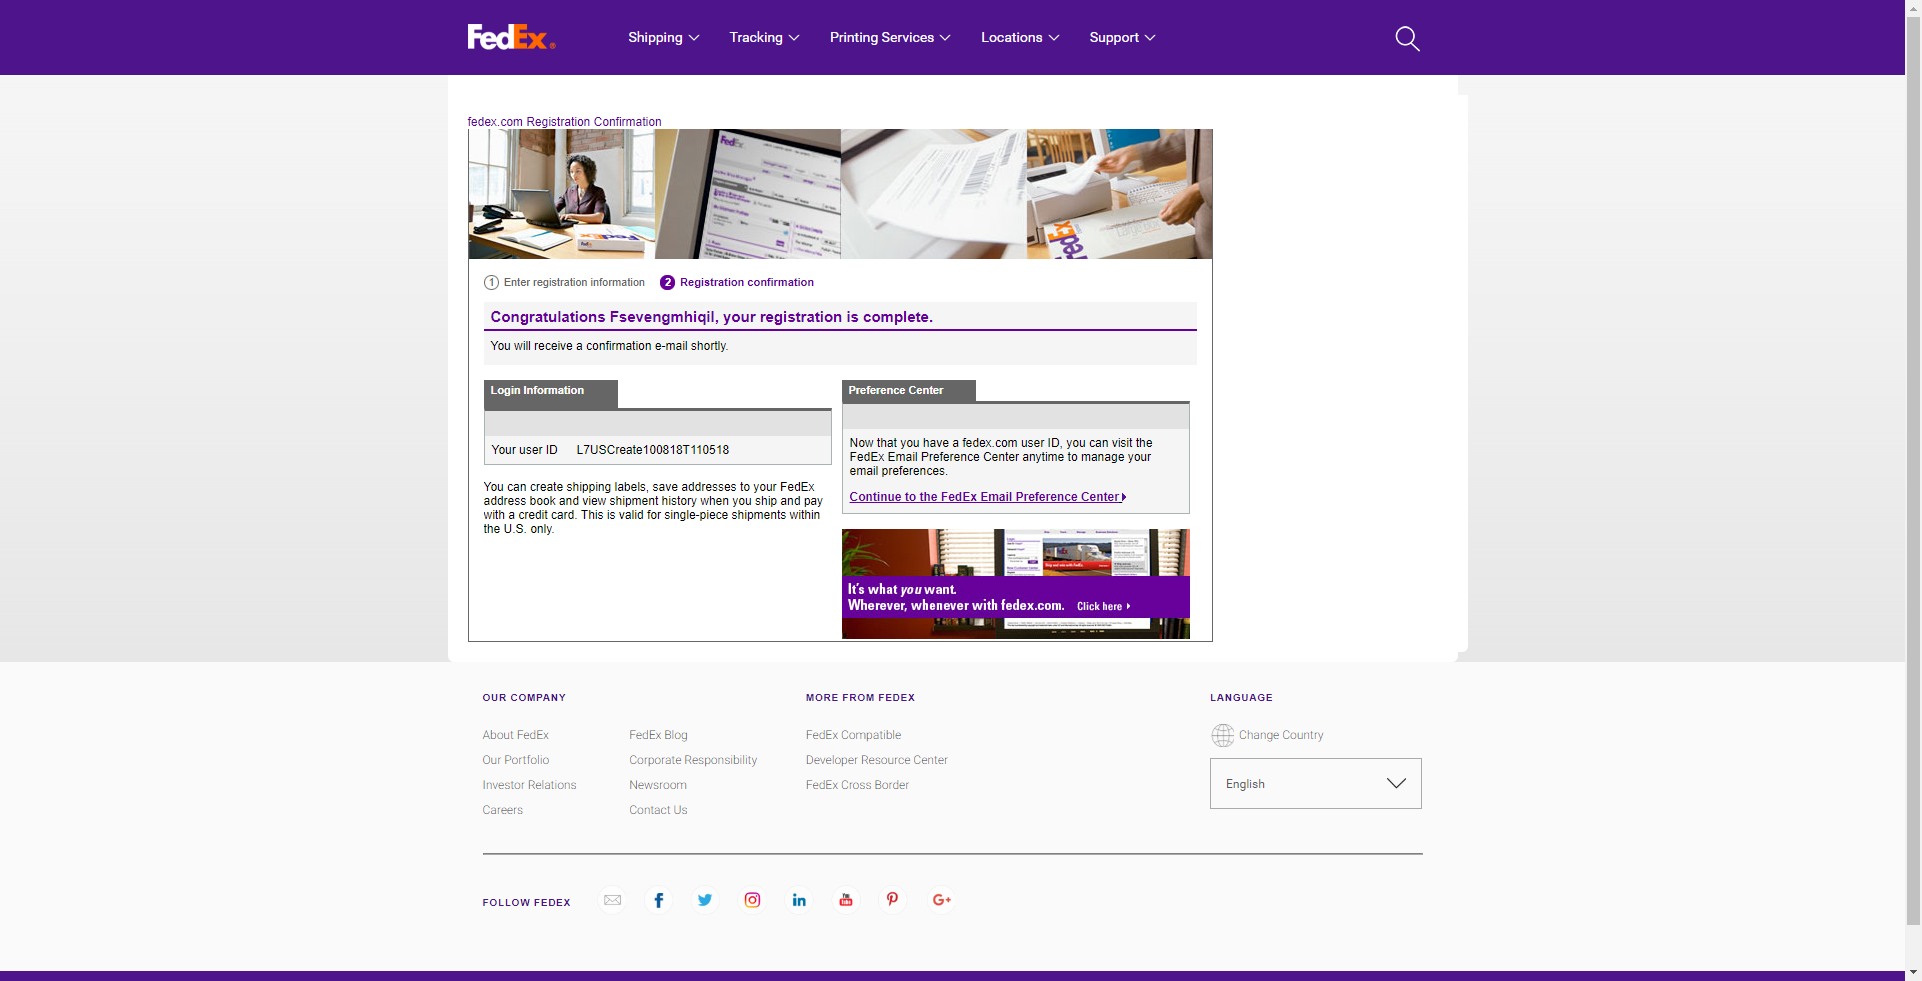 FedEx®
Shipping
Tracking
Printing Services
Locations
Support
fedex.com Registration Confirmation
FedEx
FedEx
FedEx
1 Enter registration information
2 Registration confirmation
Congratulations Fsevengmhiqil, your registration is complete.
You will receive a confirmation e-mail shortly.
Login Information
Your user ID L7USCreate100818T110518
You can create shipping labels, save addresses to your FedEx
address book and view shipment history when you ship and pay
with a credit card. This is valid for single-piece shipments within
the U.S. only.
Preference Center
Now that you have a fedex.com user ID, you can visit the
FedEx Email Preference Center anytime to manage your
email preferences.
Continue to the FedEx Email Preference Center
It's what you want.
Wherever, whenever with fedex.com. Click here
OUR COMPANY
About FedEx
Our Portfolio
Investor Relations
Careers
FedEx Blog
Corporate Responsibility
Newsroom
Contact Us
MORE FROM FEDEX
FedEx Compatible
Developer Resource Center
FedEx Cross Border
LANGUAGE
Change Country
English
FOLLOW FEDEX